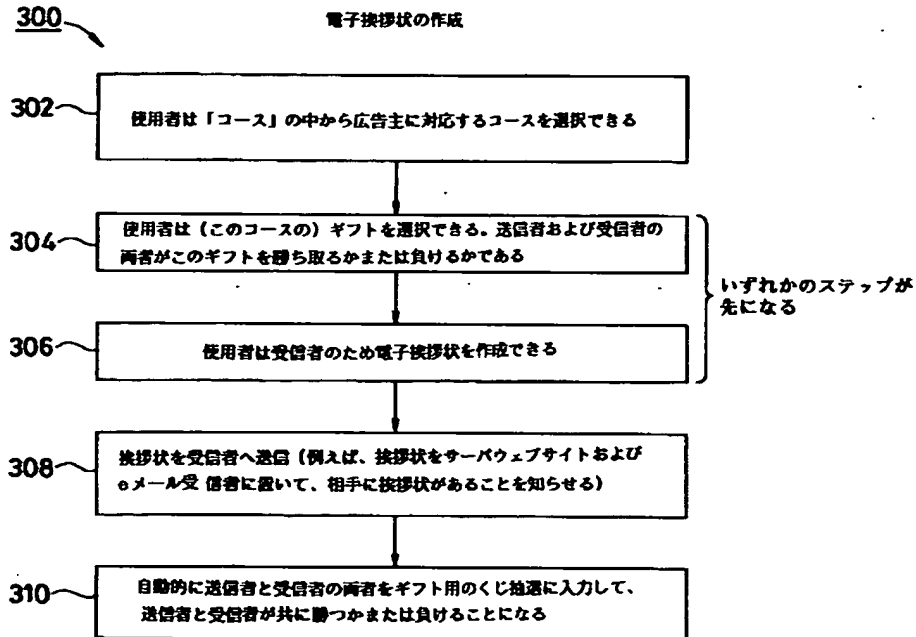 300
電子挨拶状の作成
302
使用者は「コース」の中から広告主に対応するコースを選択できる
304
使用者は(このコースの)ギフトを選択できる。送信者および受信者の
両者がこのギフトを勝ち取るかまたは負けるかである
いずれかのステップが
先になる
306
使用者は受信者のため電子挨拶状を作成できる
308
挨拶状を受信者へ送信(例えば、挨拶状をサーバウェブサイトおよび
eメール受 信者に置いて、相手に挨拶状があることを知らせる)
310
自動的に送信者と受信者の両者をギフト用のくじ抽選に入力して、
送信者と受信者が共に勝つかまたは負けることになる